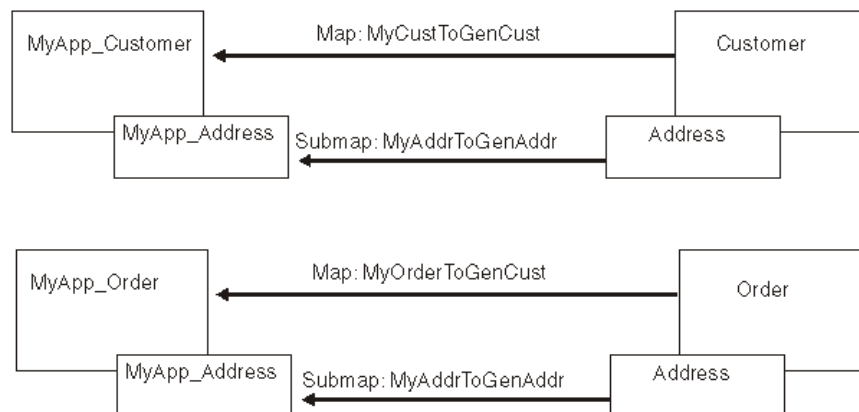 Map: MyCustToGenCust
MyApp_Customer
Customer
MyApp_Address
Submap: MyAddrToGenAddr
Address
Map: MyOrderToGenCust
MyApp_Order
Order
MyApp_Address
Submap: MyAddrToGenAddr
Address